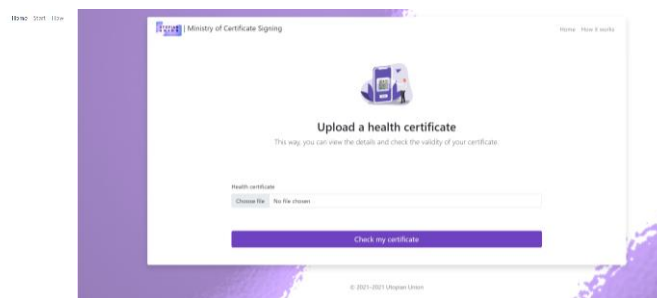 Home Start How
| Ministry of Certificate Signing
Home How it works
Upload a health certificate
This way, you can view the details and check the validity of your certificate.
Health certificate
Choose file No file chosen
Check my certificate
© 2021-2021 Utopian Union